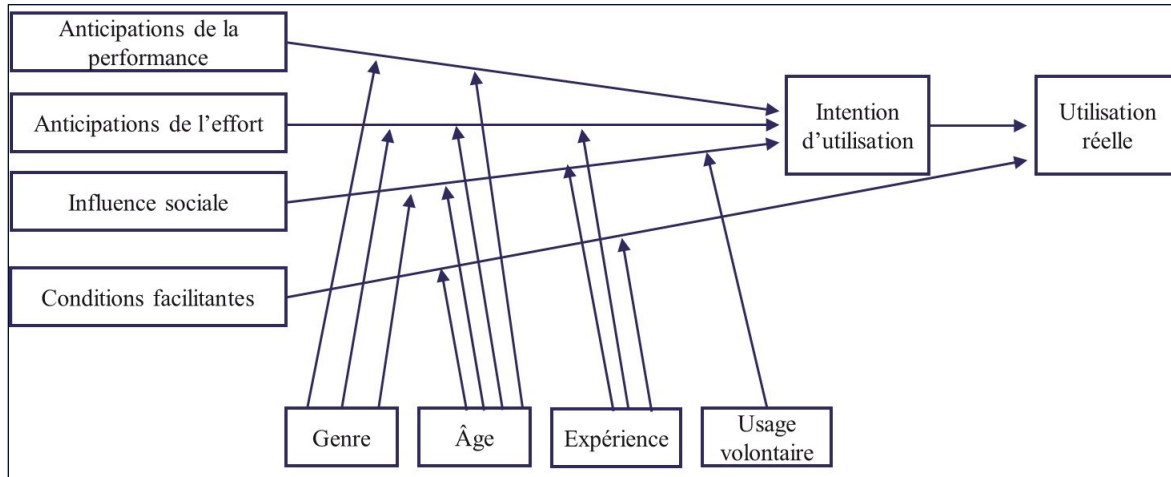 Anticipations de la
performance
Anticipations de l’effort
Influence sociale
Conditions facilitantes
Intention
d’utilisation
Utilisation
réelle
Genre
Âge
Expérience
Usage
volontaire